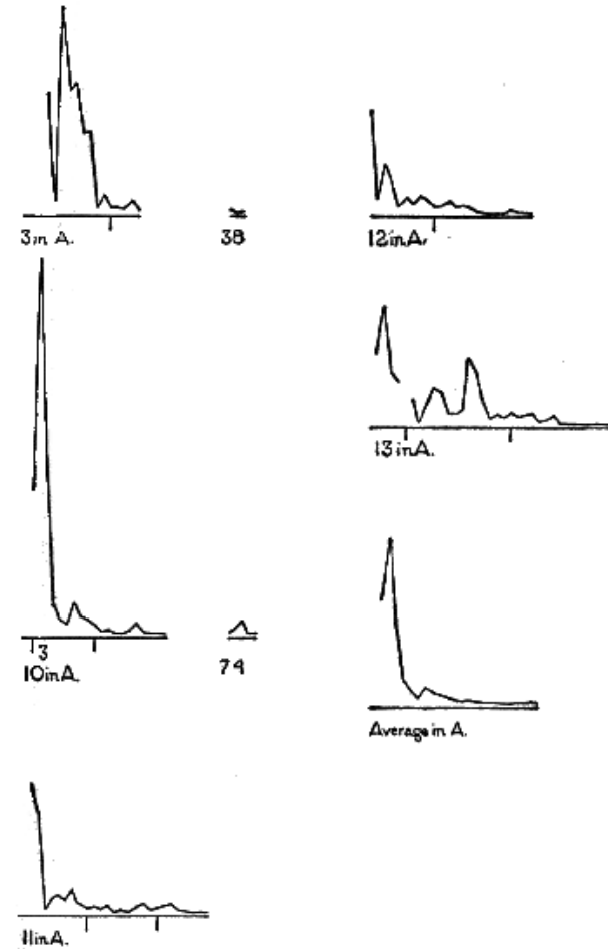 3 in A.
38
12 in A.
13 in A.
3
10 in A.
74
Average in A.
11 in A.